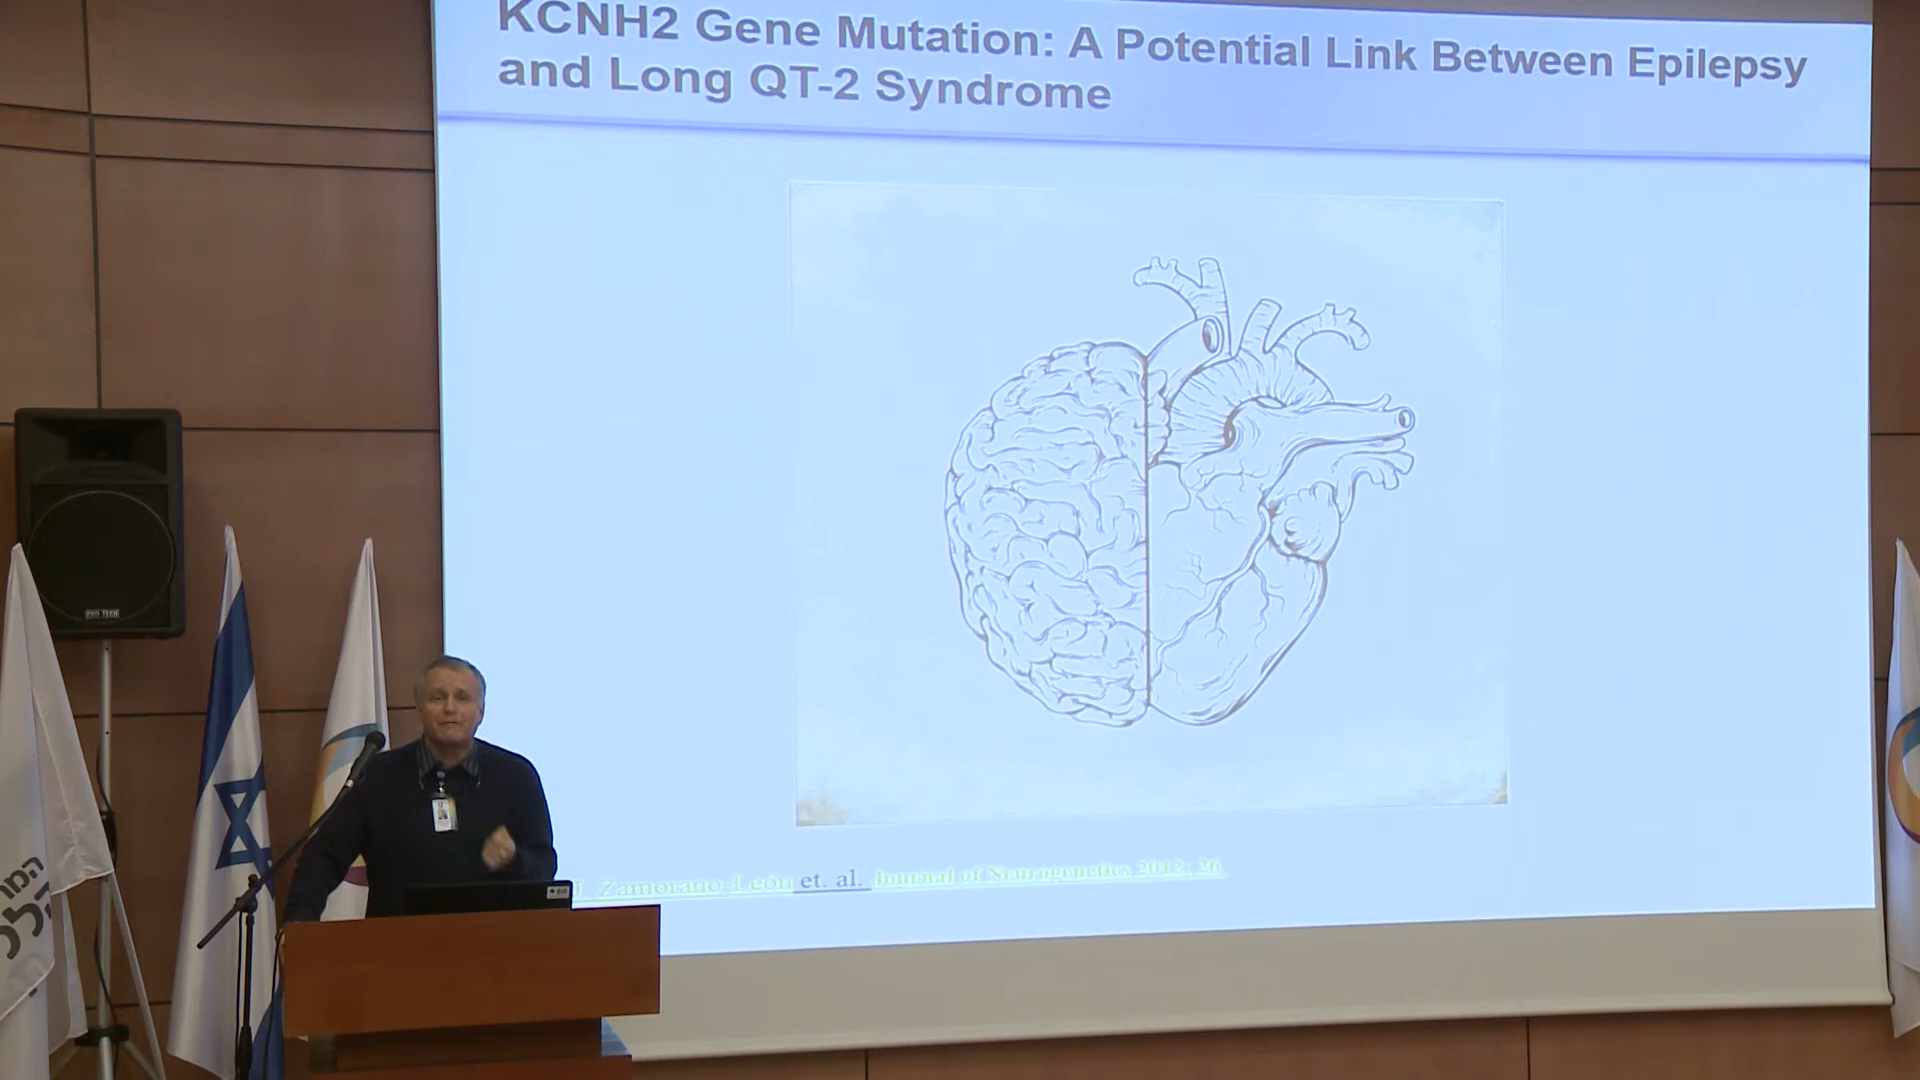 KCNH2 Gene Mutation: A Potential Link Between Epilepsy
and Long QT-2 Syndrome
J. Zamorano-León et. al. Journal of Neurogenetics 2012; 26
PRO TECH